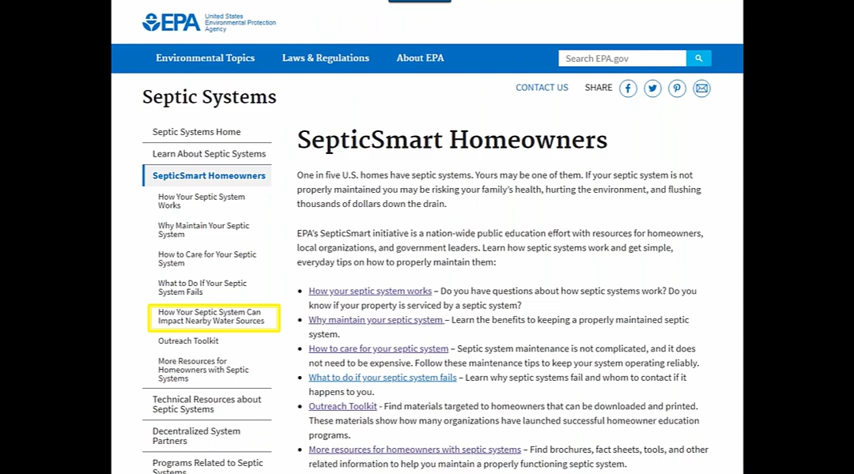 EPA
United States
Environmental Protection
Agency
Environmental Topics
Laws & Regulations
About EPA
Search EPA.gov
CONTACT US
SHARE
Septic Systems
Septic Systems Home
Learn About Septic Systems
SepticSmart Homeowners
How Your Septic System
Works
Why Maintain Your Septic
System
How to Care for Your Septic
System
What to Do If Your Septic
System Fails
How Your Septic System Can
Impact Nearby Water Sources
Outreach Toolkit
More Resources for
Homeowners with Septic
Systems
Technical Resources about
Septic Systems
Decentralized System
Partners
Programs Related to Septic
Systems
SepticSmart Homeowners
One in five U.S. homes have septic systems. Yours may be one of them. If your septic system is not
properly maintained you may be risking your family's health, hurting the environment, and flushing
thousands of dollars down the drain.
EPA's SepticSmart initiative is a nation-wide public education effort with resources for homeowners,
local organizations, and government leaders. Learn how septic systems work and get simple,
everyday tips on how to properly maintain them:
• How your septic system works – Do you have questions about how septic systems work? Do you
know if your property is serviced by a septic system?
• Why maintain your septic system – Learn the benefits to keeping a properly maintained septic
system.
• How to care for your septic system – Septic system maintenance is not complicated, and it does
not need to be expensive. Follow these maintenance tips to keep your system operating reliably.
• What to do if your septic system fails – Learn why septic systems fail and whom to contact if it
happens to you.
• Outreach Toolkit - Find materials targeted to homeowners that can be downloaded and printed.
These materials show how many organizations have launched successful homeowner education
programs.
• More resources for homeowners with septic systems – Find brochures, fact sheets, tools, and other
related information to help you maintain a properly functioning septic system.